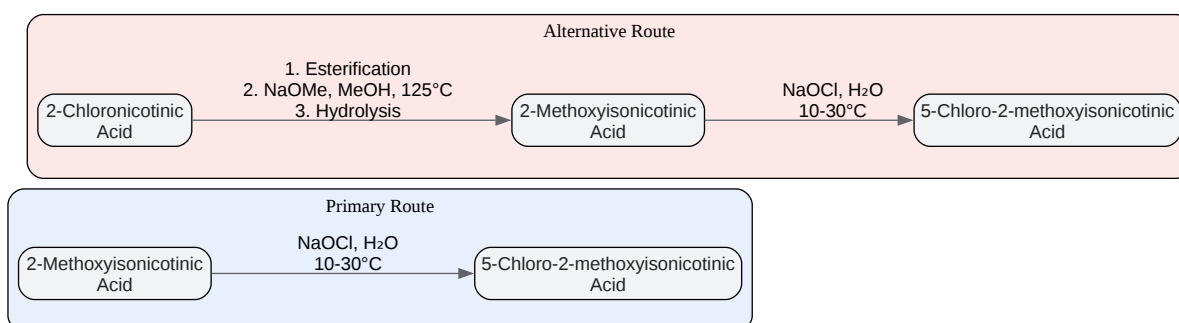 Alternative Route
1. Esterification
2. NaOMe, MeOH, 125°C
3. Hydrolysis
2-Chloronicotinic
Acid
2-Methoxyisonicotinic
Acid
NaOCl, H₂O
10-30°C
5-Chloro-2-methoxyisonicotinic
Acid
Primary Route
2-Methoxyisonicotinic
Acid
NaOCl, H₂O
10-30°C
5-Chloro-2-methoxyisonicotinic
Acid